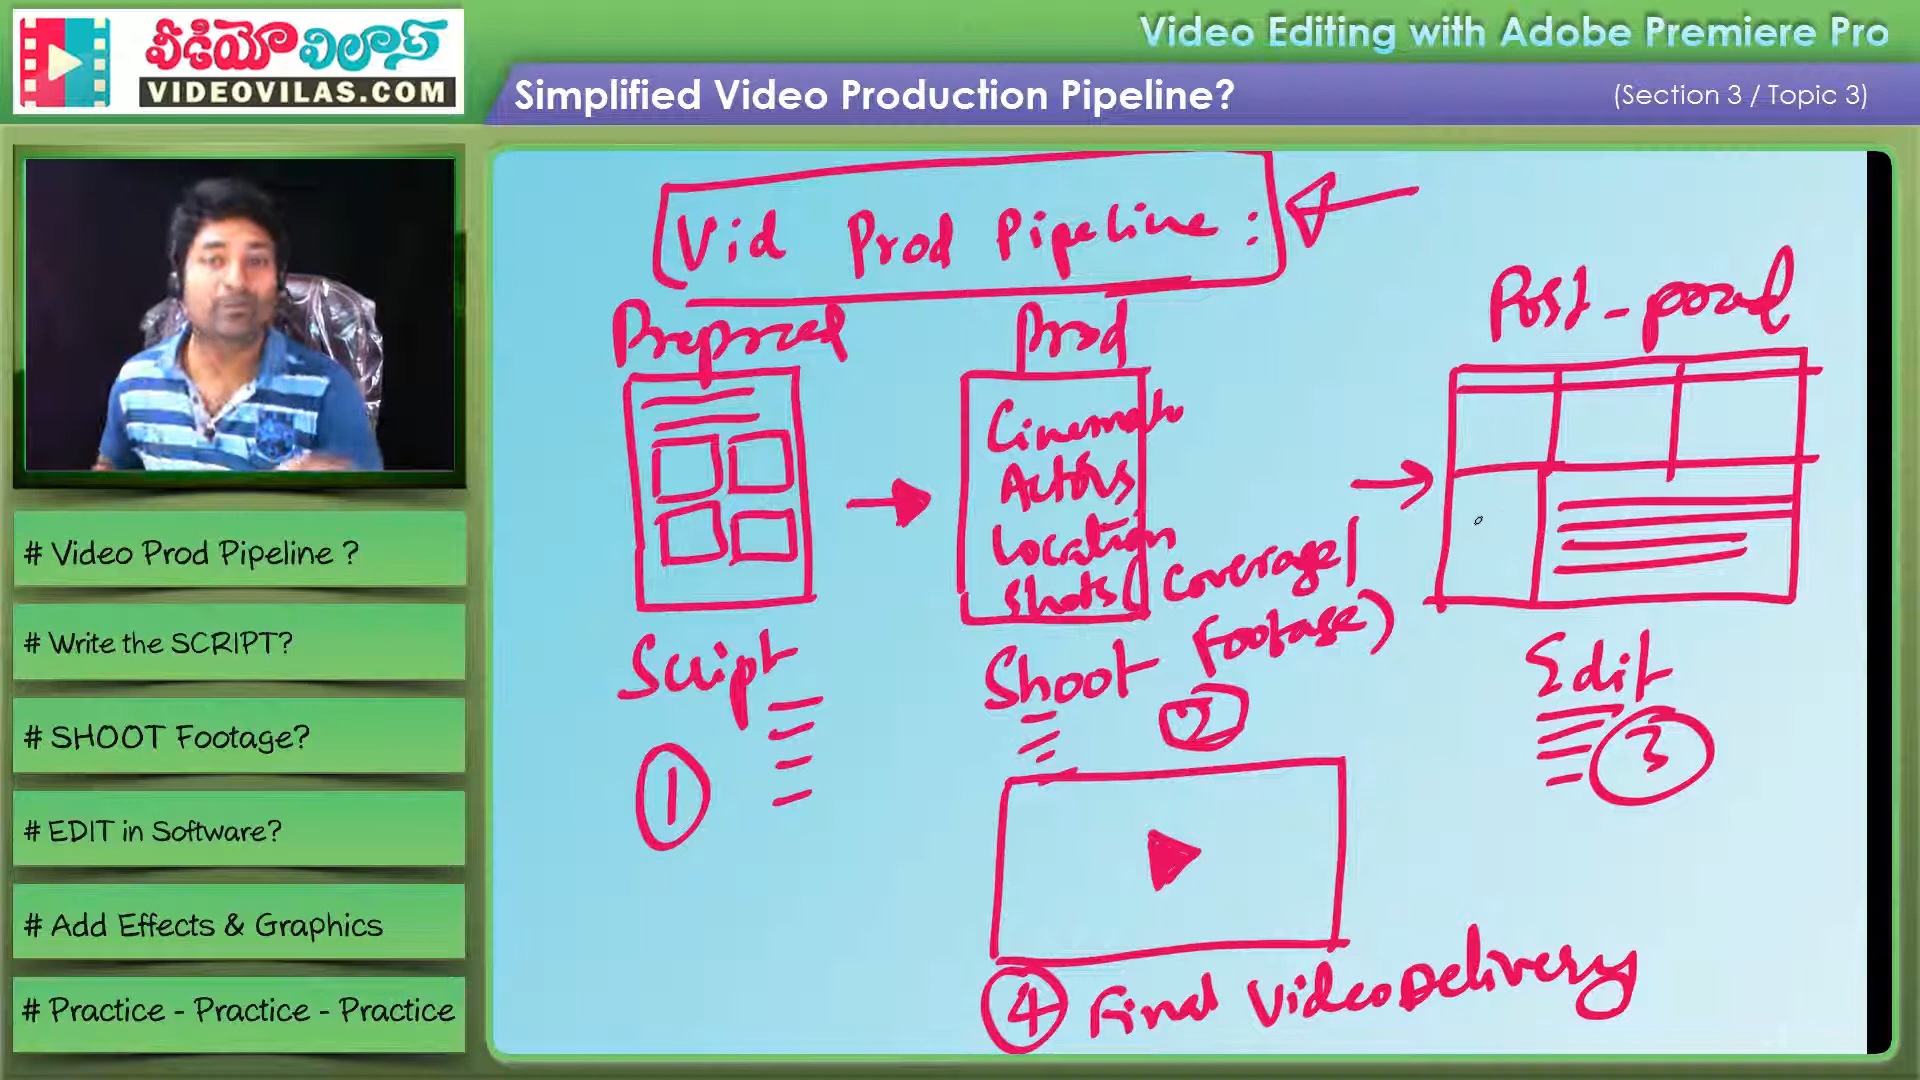 వీడియోవిలాస్
VIDEOVILAS.COM
Video Editing with Adobe Premiere Pro
Simplified Video Production Pipeline?
(Section 3 / Topic 3)
# Video Prod Pipeline ?
# Write the SCRIPT?
# SHOOT Footage?
# EDIT in Software?
# Add Effects & Graphics
# Practice - Practice - Practice
Vid Prod Pipeline :
Preprod
Prod
Post-prod
Cinemato
Actors
Location
Shots ( Coverage /
Footage )
Script
Shoot
Edit
1
2
3
4 Final Video Delivery